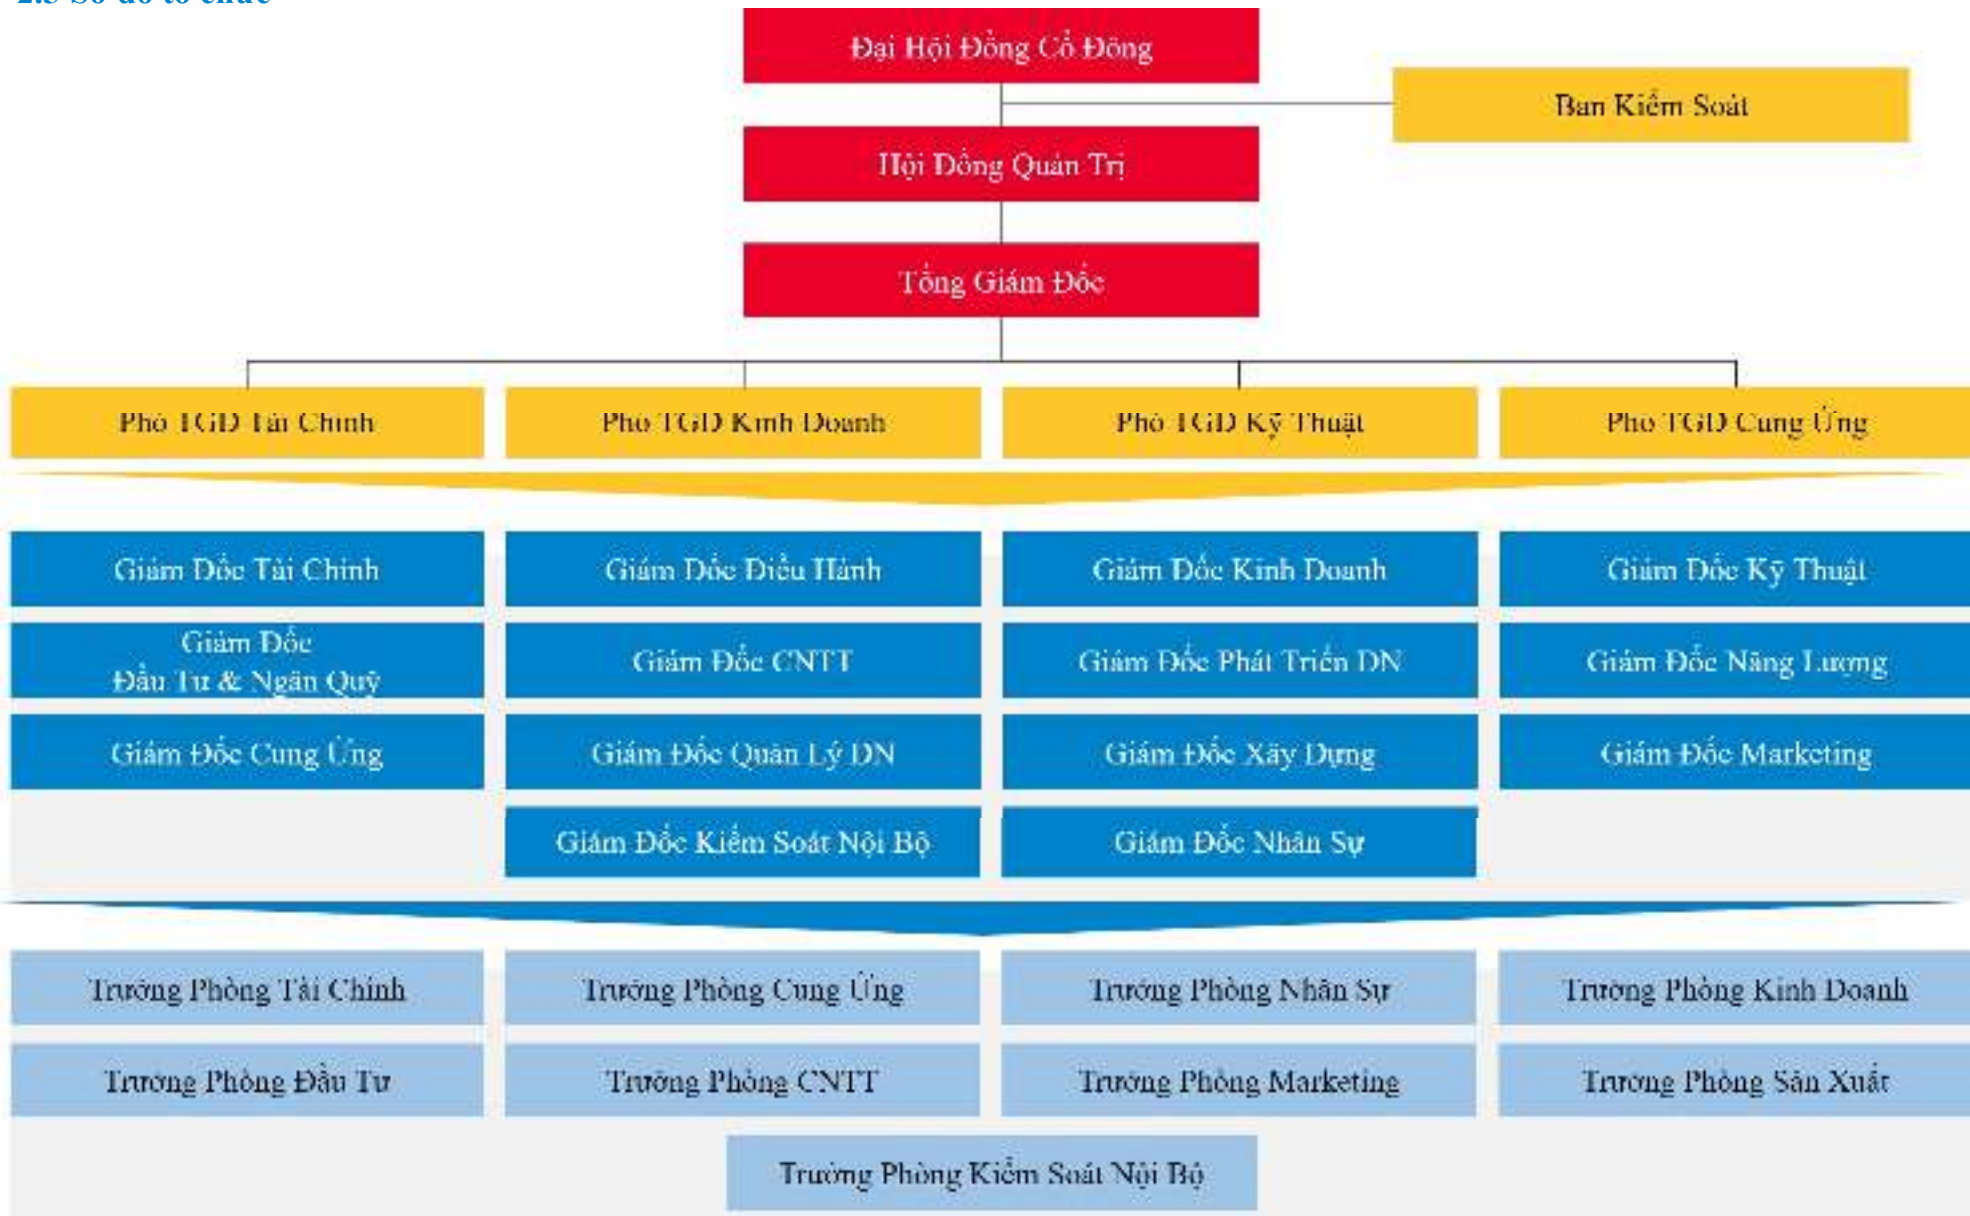 2.3 Sơ đồ tổ chức
Đại Hội Đồng Cổ Đông
Ban Kiểm Soát
Hội Đồng Quản Trị
Tổng Giám Đốc
Phó TGĐ Tài Chính
Phó TGĐ Kinh Doanh
Phó TGĐ Kỹ Thuật
Phó TGĐ Cung Ứng
Giám Đốc Tài Chính
Giám Đốc Điều Hành
Giám Đốc Kinh Doanh
Giám Đốc Kỹ Thuật
Giám Đốc
Đầu Tư & Ngân Quỹ
Giám Đốc CNTT
Giám Đốc Phát Triển DN
Giám Đốc Năng Lượng
Giám Đốc Cung Ứng
Giám Đốc Quản Lý DN
Giám Đốc Xây Dựng
Giám Đốc Marketing
Giám Đốc Kiểm Soát Nội Bộ
Giám Đốc Nhân Sự
Trưởng Phòng Tài Chính
Trưởng Phòng Cung Ứng
Trưởng Phòng Nhân Sự
Trưởng Phòng Kinh Doanh
Trưởng Phòng Đầu Tư
Trưởng Phòng CNTT
Trưởng Phòng Marketing
Trưởng Phòng Sản Xuất
Trưởng Phòng Kiểm Soát Nội Bộ